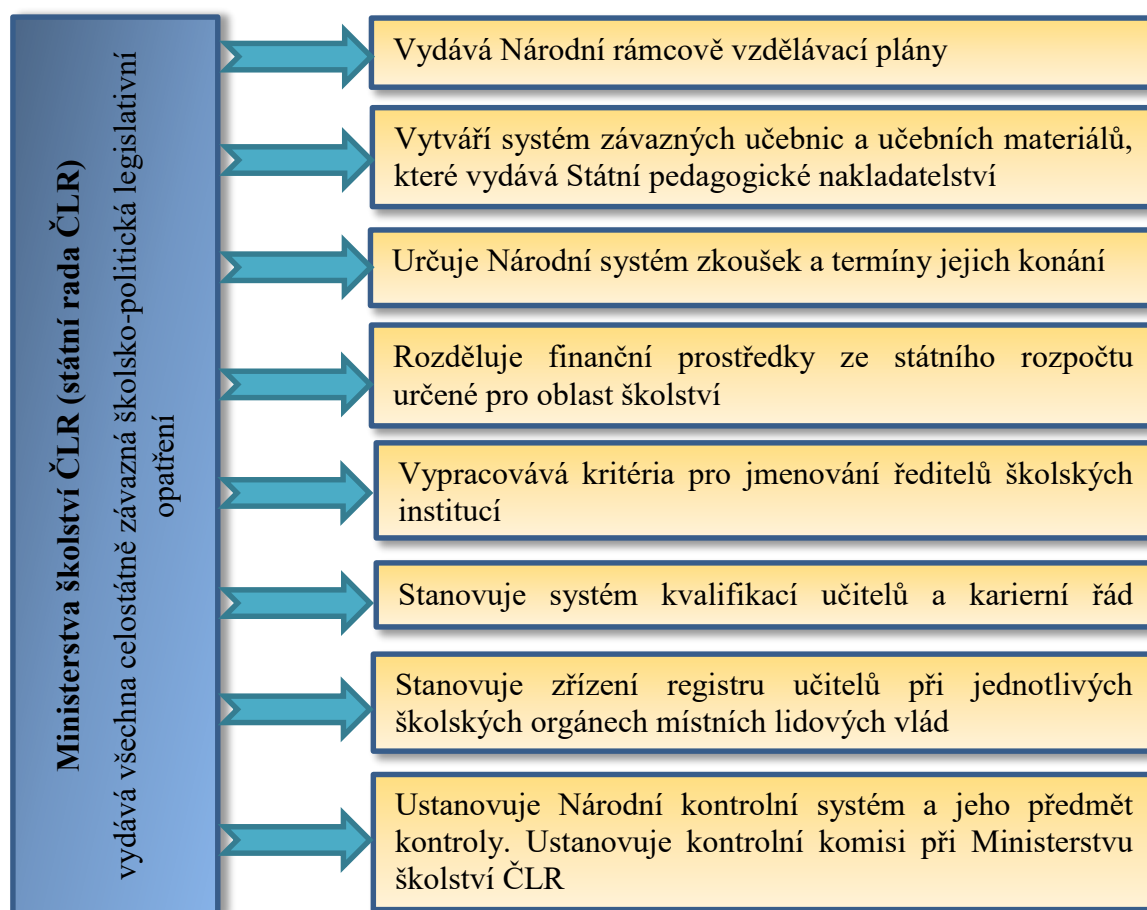 Ministerstva školství ČLR (státní rada ČLR)
vydává všechna celostátně závazná školsko-politická legislativní
opatření
Vydává Národní rámcově vzdělávací plány
Vytváří systém závazných učebnic a učebních materiálů,
které vydává Státní pedagogické nakladatelství
Určuje Národní systém zkoušek a termíny jejich konání
Rozděluje finanční prostředky ze státního rozpočtu
určené pro oblast školství
Vypracovává kritéria pro jmenování ředitelů školských
institucí
Stanovuje systém kvalifikací učitelů a karierní řád
Stanovuje zřízení registru učitelů při jednotlivých
školských orgánech místních lidových vlád
Ustanovuje Národní kontrolní systém a jeho předmět
kontroly. Ustanovuje kontrolní komisi při Ministerstvu
školství ČLR